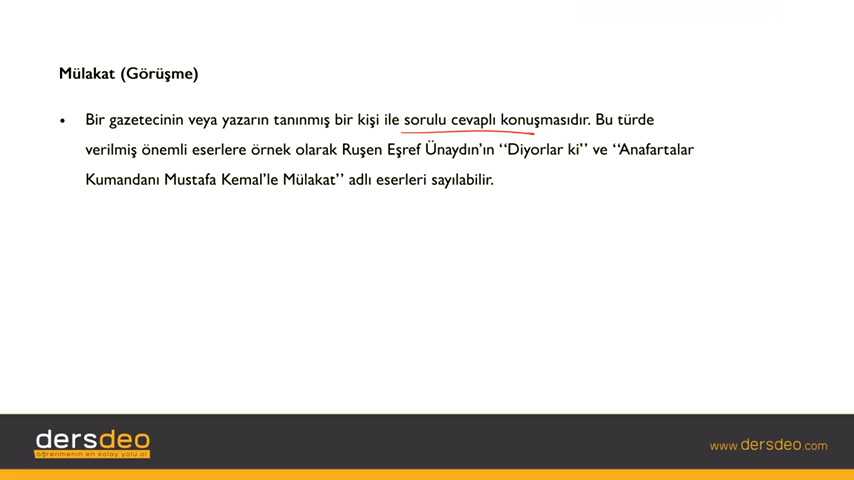 Mülakat (Görüşme)
• Bir gazetecinin veya yazarın tanınmış bir kişi ile sorulu cevaplı konuşmasıdır. Bu türde
verilmiş önemli eserlere örnek olarak Ruşen Eşref Ünaydın’ın ‘‘Diyorlar ki’’ ve ‘‘Anafartalar
Kumandanı Mustafa Kemal’le Mülakat’’ adlı eserleri sayılabilir.
dersdeo
öğrenmenin en kolay yolu
www.dersdeo.com